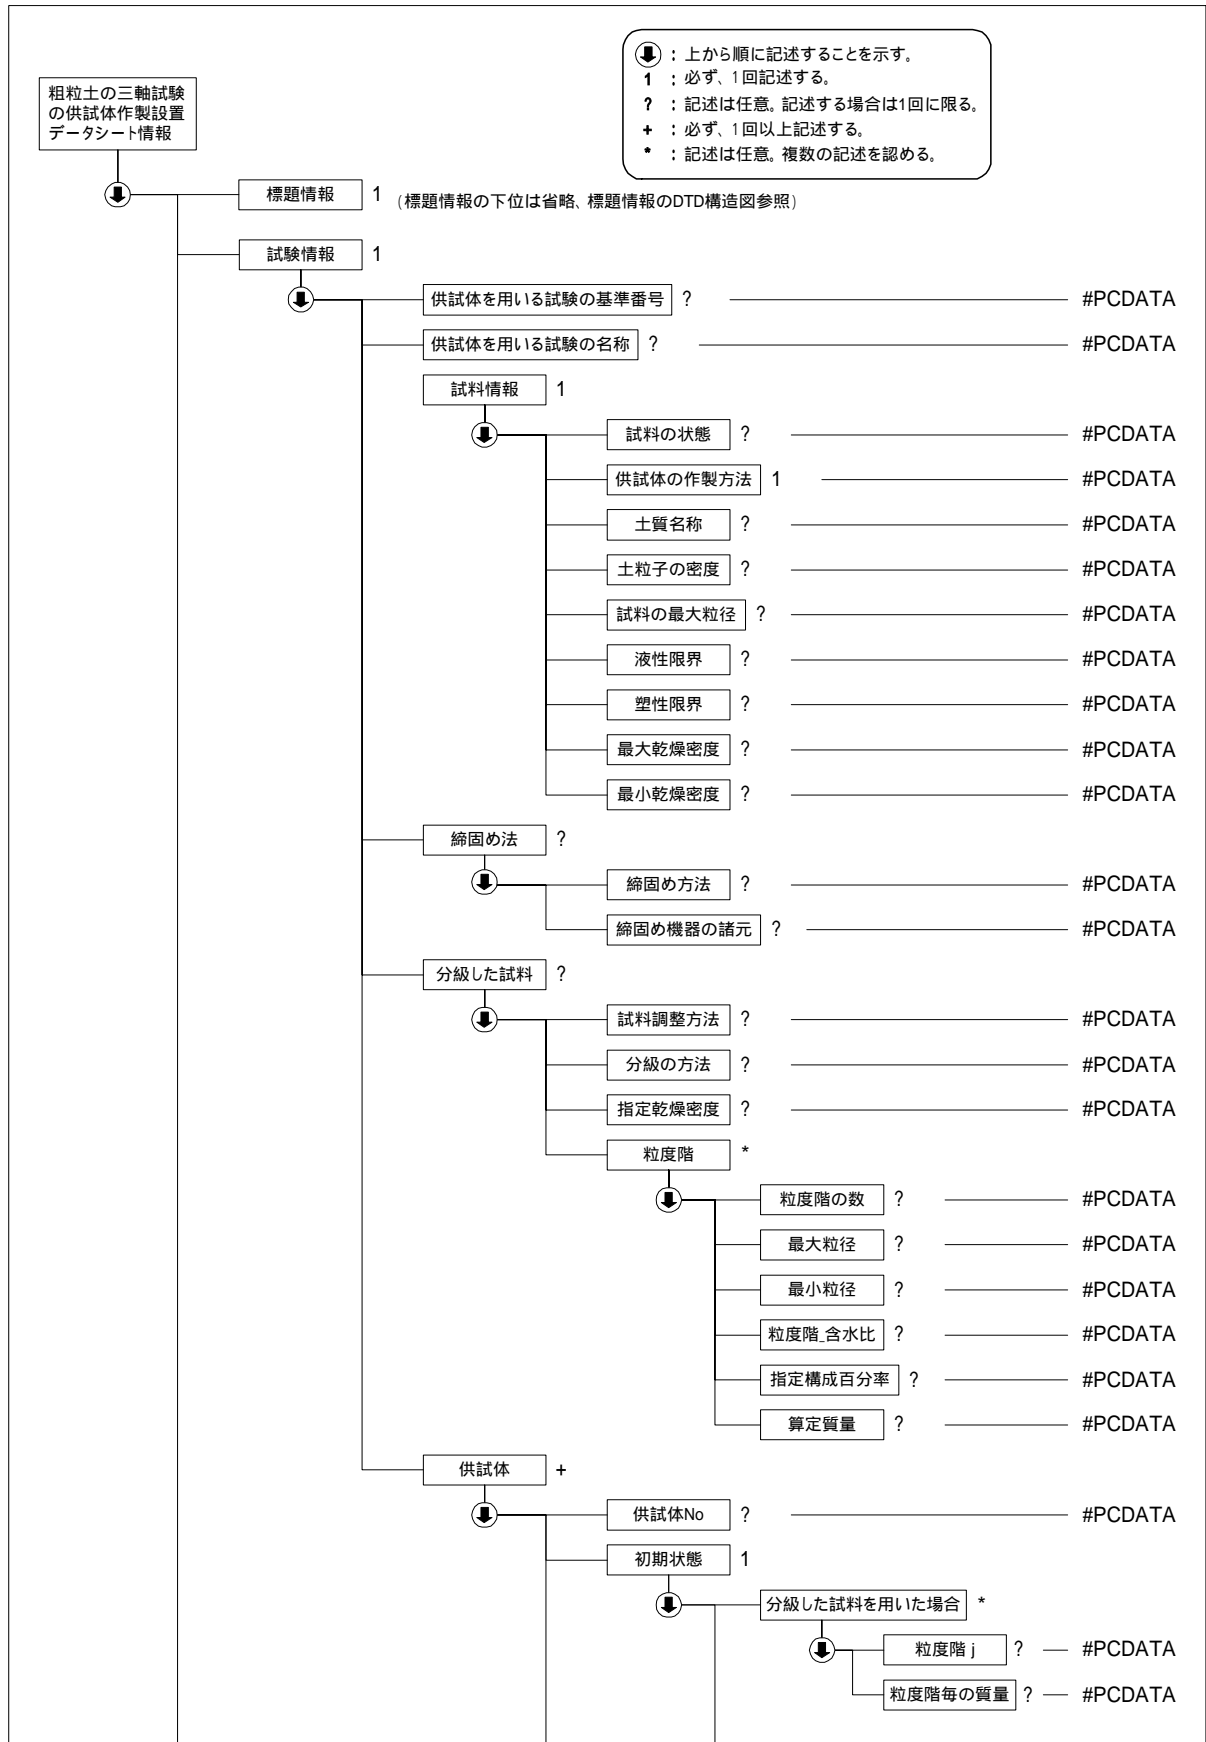 ：上から順に記述することを示す。
1 ：必ず、1回記述する。
? ：記述は任意。記述する場合は1回に限る。
+ ：必ず、1回以上記述する。
* ：記述は任意。複数の記述を認める。
粗粒土の三軸試験
の供試体作製設置
データシート情報
標題情報 1 (標題情報の下位は省略、標題情報のDTD構造図参照)
試験情報 1
供試体を用いる試験の基準番号 ? #PCDATA
供試体を用いる試験の名称 ? #PCDATA
試料情報 1
試料の状態 ? #PCDATA
供試体の作製方法 1 #PCDATA
土質名称 ? #PCDATA
土粒子の密度 ? #PCDATA
試料の最大粒径 ? #PCDATA
液性限界 ? #PCDATA
塑性限界 ? #PCDATA
最大乾燥密度 ? #PCDATA
最小乾燥密度 ? #PCDATA
締固め法 ?
締固め方法 ? #PCDATA
締固め機器の諸元 ? #PCDATA
分級した試料 ?
試料調整方法 ? #PCDATA
分級の方法 ? #PCDATA
指定乾燥密度 ? #PCDATA
粒度階 *
粒度階の数 ? #PCDATA
最大粒径 ? #PCDATA
最小粒径 ? #PCDATA
粒度階_含水比 ? #PCDATA
指定構成百分率 ? #PCDATA
算定質量 ? #PCDATA
供試体 +
供試体No ? #PCDATA
初期状態 1
分級した試料を用いた場合 *
粒度階 j ? #PCDATA
粒度階毎の質量 ? #PCDATA